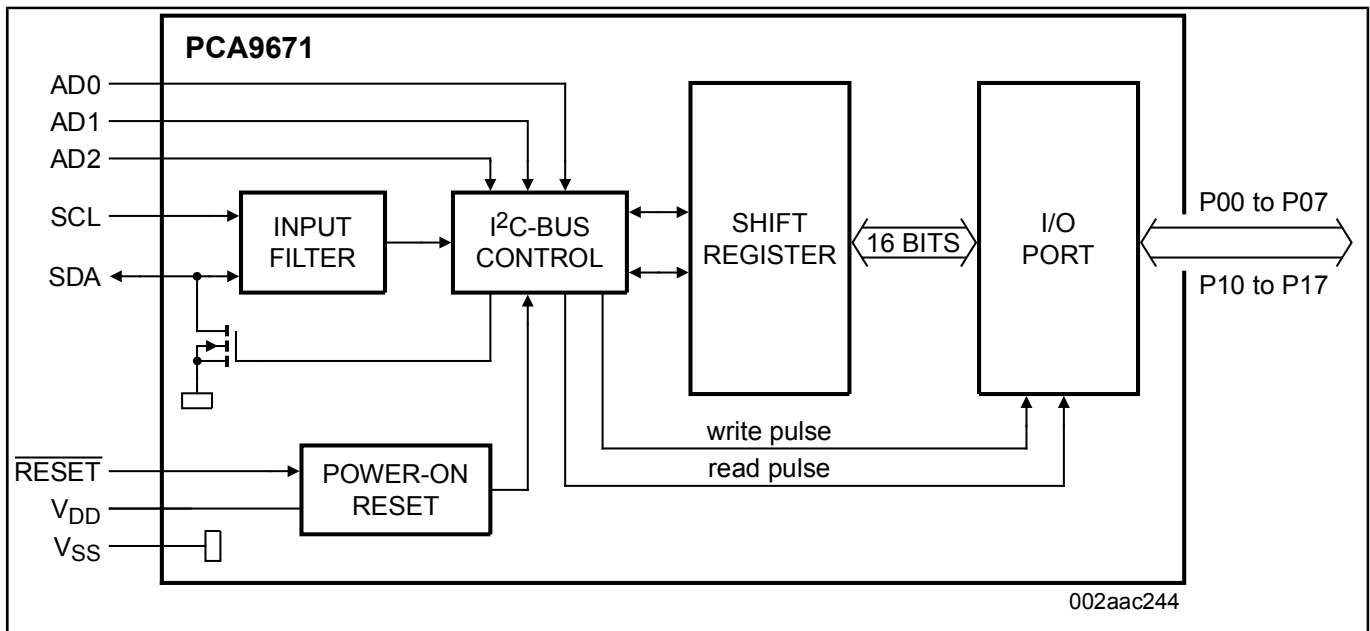 PCA9671
AD0
AD1
AD2
SCL
SDA
INPUT
FILTER
I2C-BUS
CONTROL
SHIFT
REGISTER
16 BITS
I/O
PORT
P00 to P07
P10 to P17
write pulse
read pulse
RESET
VDD
VSS
POWER-ON
RESET
002aac244